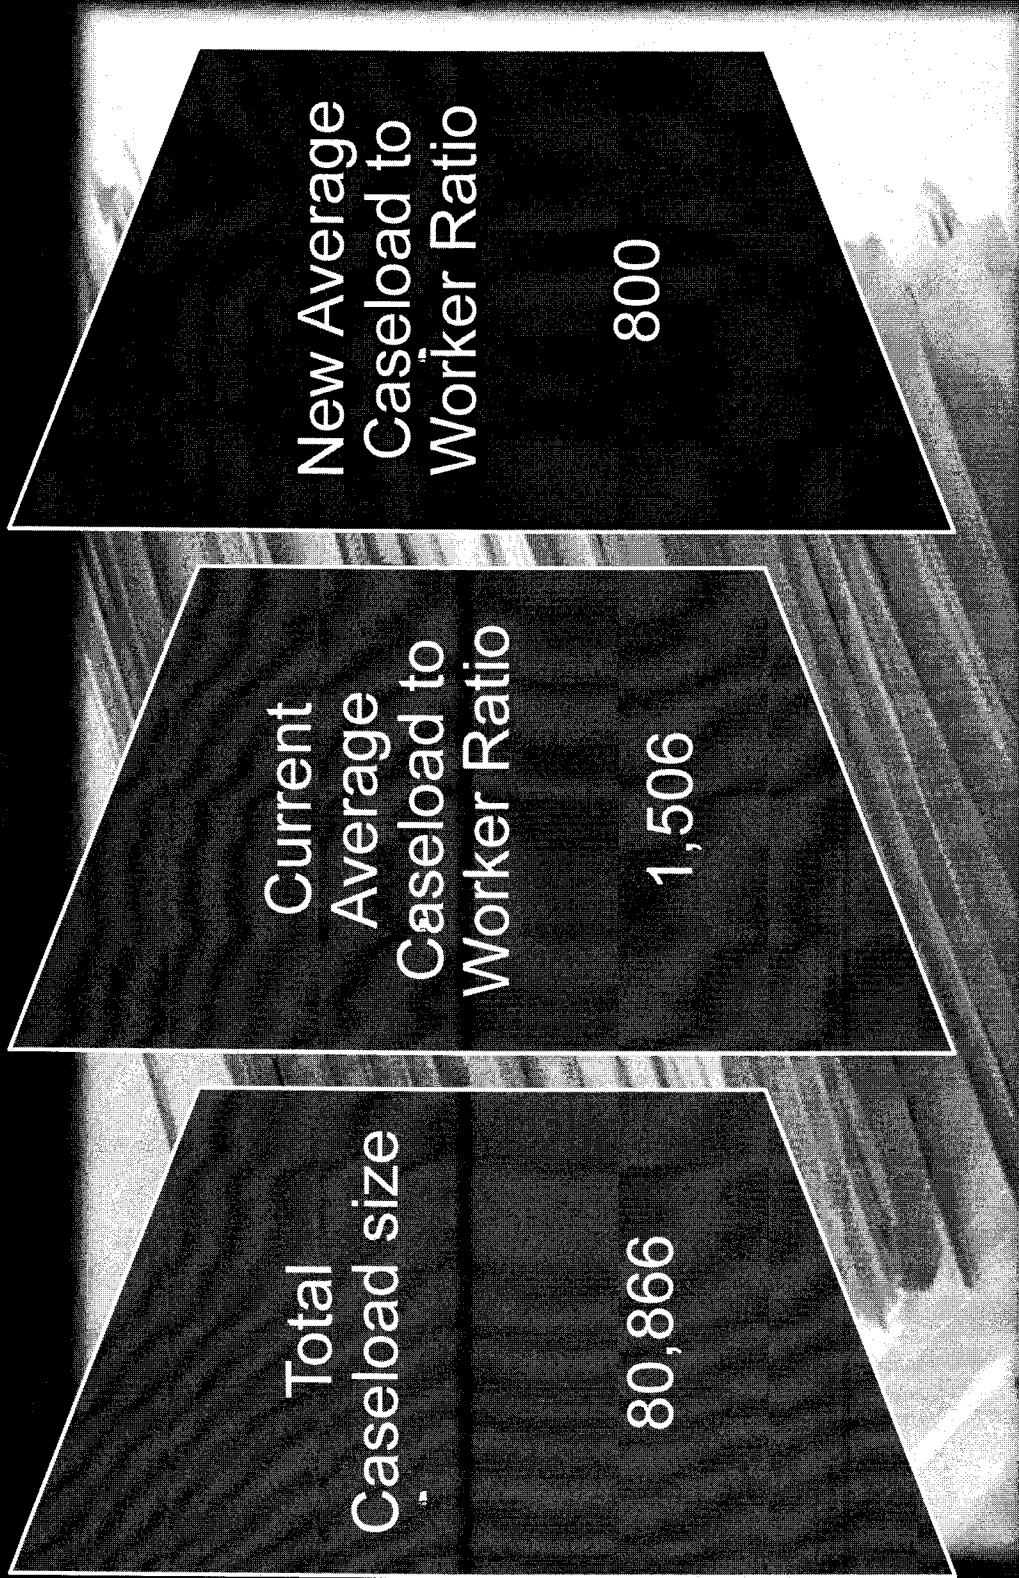 Total
Caseload size
80,866
Current
Average
Caseload to
Worker Ratio
1,506
New Average
Caseload to
Worker Ratio
800